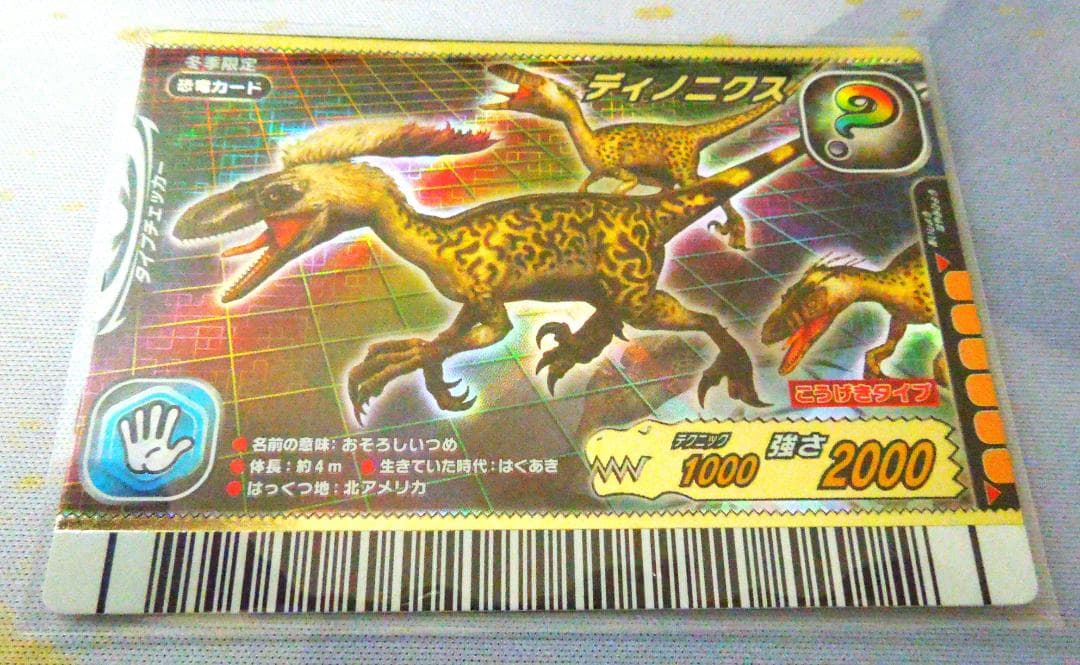 冬季限定
恐竜カード
ディノニクス
?
タイプチェッカー
こうげきタイプ
● 名前の意味：おそろしいつめ
● 体長：約4m ● 生きていた時代：はくあき
● はっくつ地：北アメリカ
テクニック
1000
強さ
2000